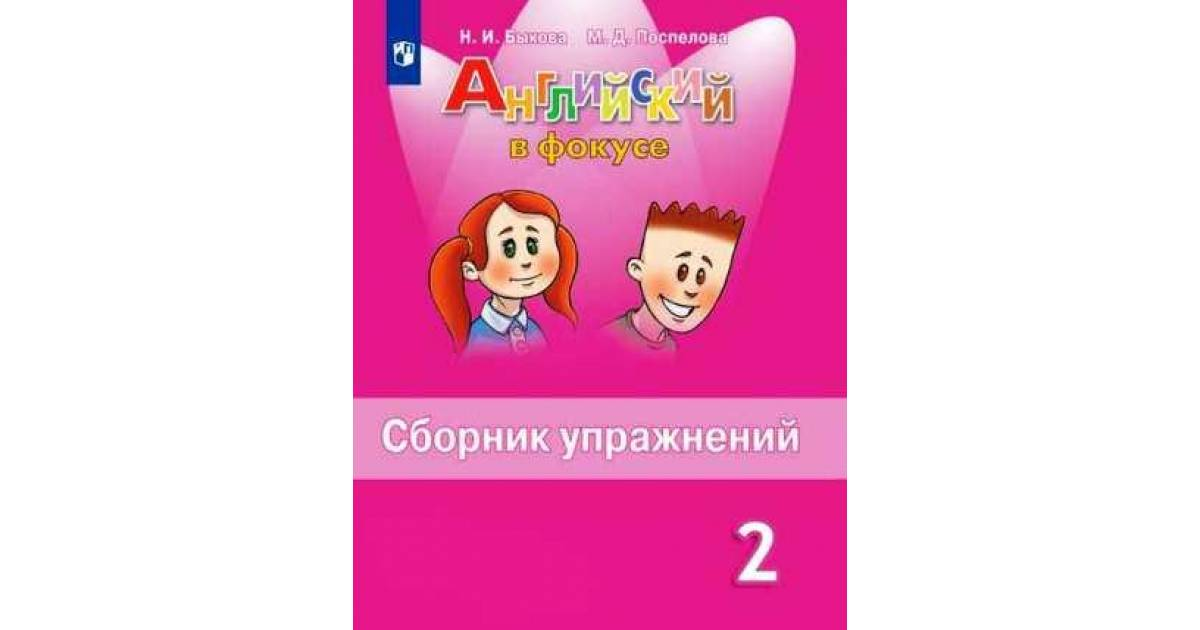 Н. И. Быкова М. Д. Поспелова
Английский
в фокусе
Сборник упражнений
2